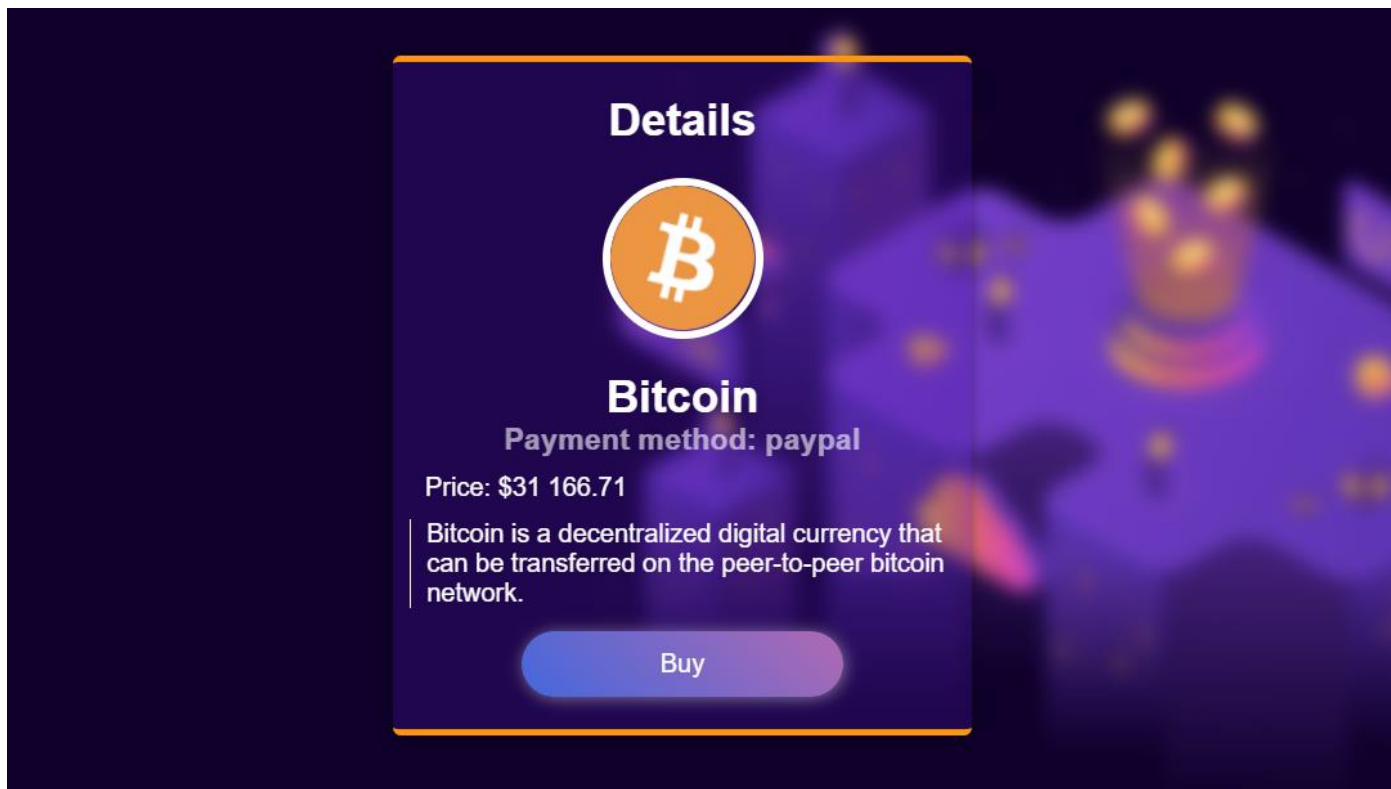 Details
Bitcoin
Payment method: paypal
Price: $31 166.71
Bitcoin is a decentralized digital currency that
can be transferred on the peer-to-peer bitcoin
network.
Buy